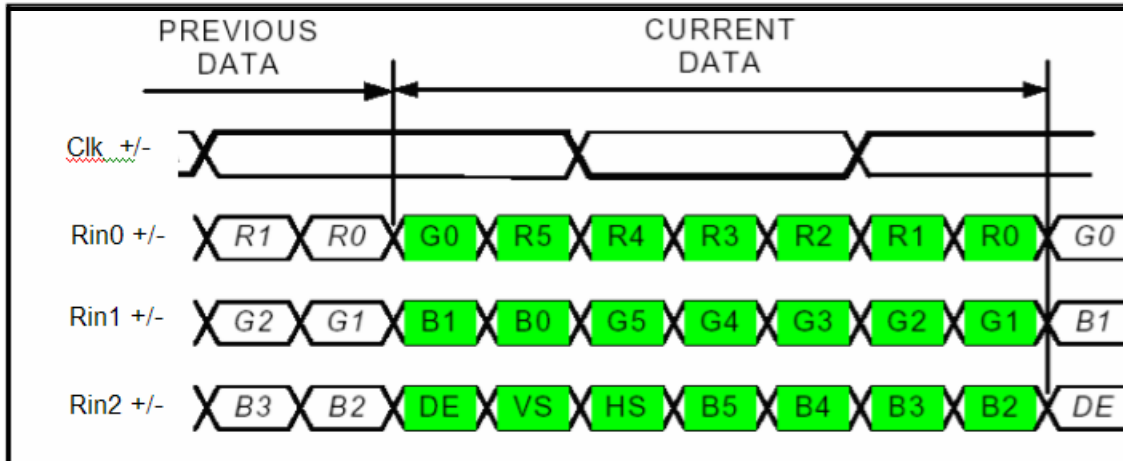 PREVIOUS DATA
CURRENT DATA
Clk +/-
Rin0 +/- R1 R0 G0 R5 R4 R3 R2 R1 R0 G0
Rin1 +/- G2 G1 B1 B0 G5 G4 G3 G2 G1 B1
Rin2 +/- B3 B2 DE VS HS B5 B4 B3 B2 DE